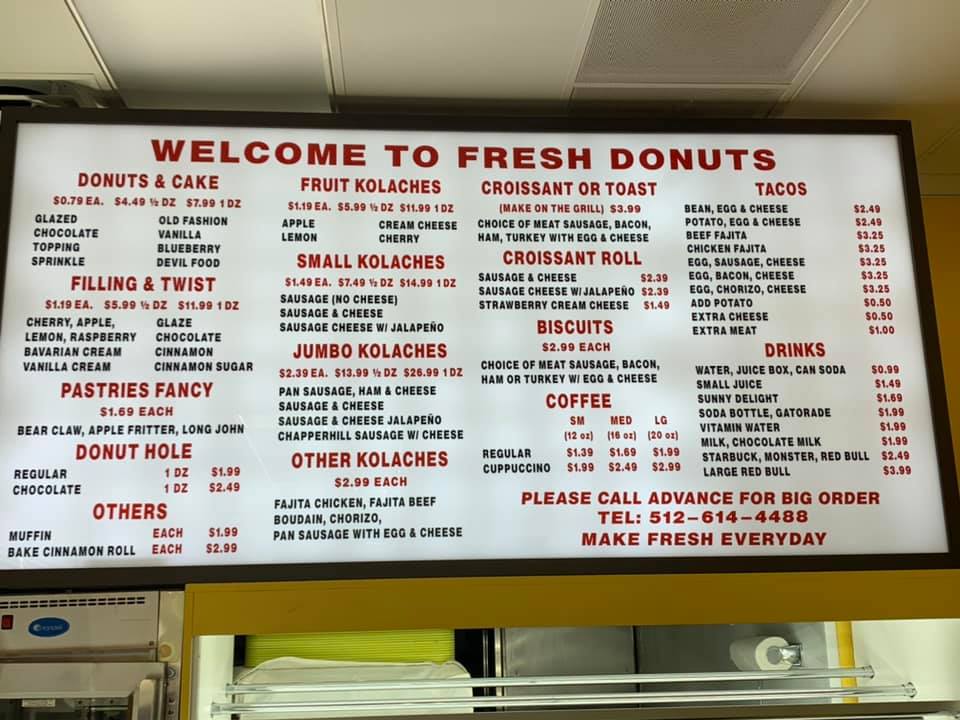 WELCOME TO FRESH DONUTS
DONUTS & CAKE
$0.79 EA. $4.49 ½ DZ $7.99 1 DZ
GLAZED OLD FASHION
CHOCOLATE VANILLA
TOPPING BLUEBERRY
SPRINKLE DEVIL FOOD
FILLING & TWIST
$1.19 EA. $5.99 ½ DZ $11.99 1 DZ
CHERRY, APPLE, GLAZE
LEMON, RASPBERRY CHOCOLATE
BAVARIAN CREAM CINNAMON
VANILLA CREAM CINNAMON SUGAR
PASTRIES FANCY
$1.69 EACH
BEAR CLAW, APPLE FRITTER, LONG JOHN
DONUT HOLE
REGULAR 1 DZ $1.99
CHOCOLATE 1 DZ $2.49
OTHERS
MUFFIN EACH $1.99
BAKE CINNAMON ROLL EACH $2.99
FRUIT KOLACHES
$1.19 EA. $5.99 ½ DZ $11.99 1 DZ
APPLE CREAM CHEESE
LEMON CHERRY
SMALL KOLACHES
$1.49 EA. $7.49 ½ DZ $14.99 1 DZ
SAUSAGE (NO CHEESE)
SAUSAGE & CHEESE
SAUSAGE CHEESE W/ JALAPEÑO
JUMBO KOLACHES
$2.39 EA. $13.99 ½ DZ $26.99 1 DZ
PAN SAUSAGE, HAM & CHEESE
SAUSAGE & CHEESE
SAUSAGE & CHEESE JALAPEÑO
CHAPPERHILL SAUSAGE W/ CHEESE
OTHER KOLACHES
$2.99 EACH
FAJITA CHICKEN, FAJITA BEEF
BOUDAIN, CHORIZO,
PAN SAUSAGE WITH EGG & CHEESE
CROISSANT OR TOAST
(MAKE ON THE GRILL) $3.99
CHOICE OF MEAT SAUSAGE, BACON,
HAM, TURKEY WITH EGG & CHEESE
CROISSANT ROLL
SAUSAGE & CHEESE $2.39
SAUSAGE CHEESE W/JALAPEÑO $2.39
STRAWBERRY CREAM CHEESE $1.49
BISCUITS
$2.99 EACH
CHOICE OF MEAT SAUSAGE, BACON,
HAM OR TURKEY W/ EGG & CHEESE
COFFEE
SM MED LG
(12 oz) (16 oz) (20 oz)
REGULAR $1.39 $1.69 $1.99
CUPPUCCINO $1.99 $2.49 $2.99
TACOS
BEAN, EGG & CHEESE $2.49
POTATO, EGG & CHEESE $2.49
BEEF FAJITA $3.25
CHICKEN FAJITA $3.25
EGG, SAUSAGE, CHEESE $3.25
EGG, BACON, CHEESE $3.25
EGG, CHORIZO, CHEESE $3.25
ADD POTATO $0.50
EXTRA CHEESE $0.50
EXTRA MEAT $1.00
DRINKS
WATER, JUICE BOX, CAN SODA $0.99
SMALL JUICE $1.49
SUNNY DELIGHT $1.69
SODA BOTTLE, GATORADE $1.99
VITAMIN WATER $1.99
MILK, CHOCOLATE MILK $1.99
STARBUCK, MONSTER, RED BULL $2.49
LARGE RED BULL $3.99
PLEASE CALL ADVANCE FOR BIG ORDER
TEL: 512-614-4488
MAKE FRESH EVERYDAY